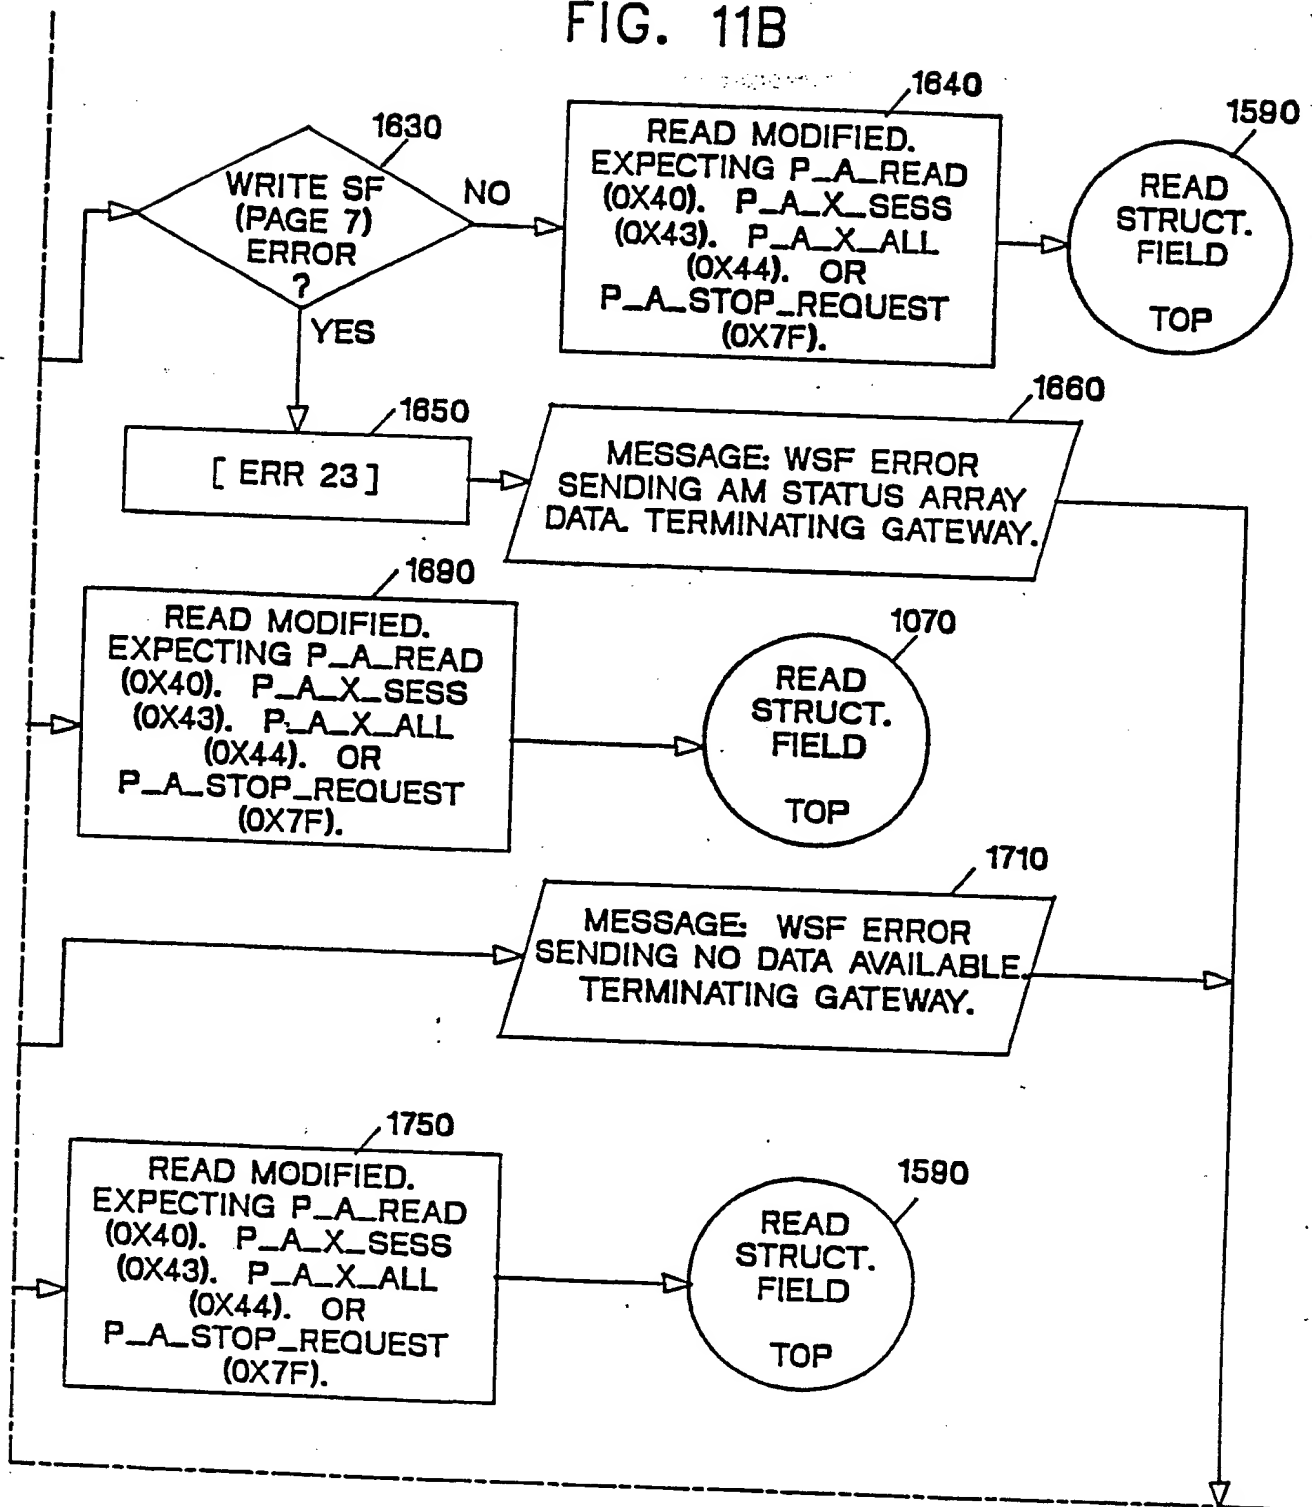 FIG. 11B
1630
WRITE SF
(PAGE 7)
ERROR
?
NO
YES
1640
READ MODIFIED.
EXPECTING P_A_READ
(0X40). P_A_X_SESS
(0X43). P_A_X_ALL
(0X44). OR
P_A_STOP_REQUEST
(0X7F).
1590
READ
STRUCT.
FIELD
TOP
1650
[ ERR 23 ]
1660
MESSAGE: WSF ERROR
SENDING AM STATUS ARRAY
DATA. TERMINATING GATEWAY.
1690
READ MODIFIED.
EXPECTING P_A_READ
(0X40). P_A_X_SESS
(0X43). P_A_X_ALL
(0X44). OR
P_A_STOP_REQUEST
(0X7F).
1070
READ
STRUCT.
FIELD
TOP
1710
MESSAGE: WSF ERROR
SENDING NO DATA AVAILABLE.
TERMINATING GATEWAY.
1750
READ MODIFIED.
EXPECTING P_A_READ
(0X40). P_A_X_SESS
(0X43). P_A_X_ALL
(0X44). OR
P_A_STOP_REQUEST
(0X7F).
1590
READ
STRUCT.
FIELD
TOP